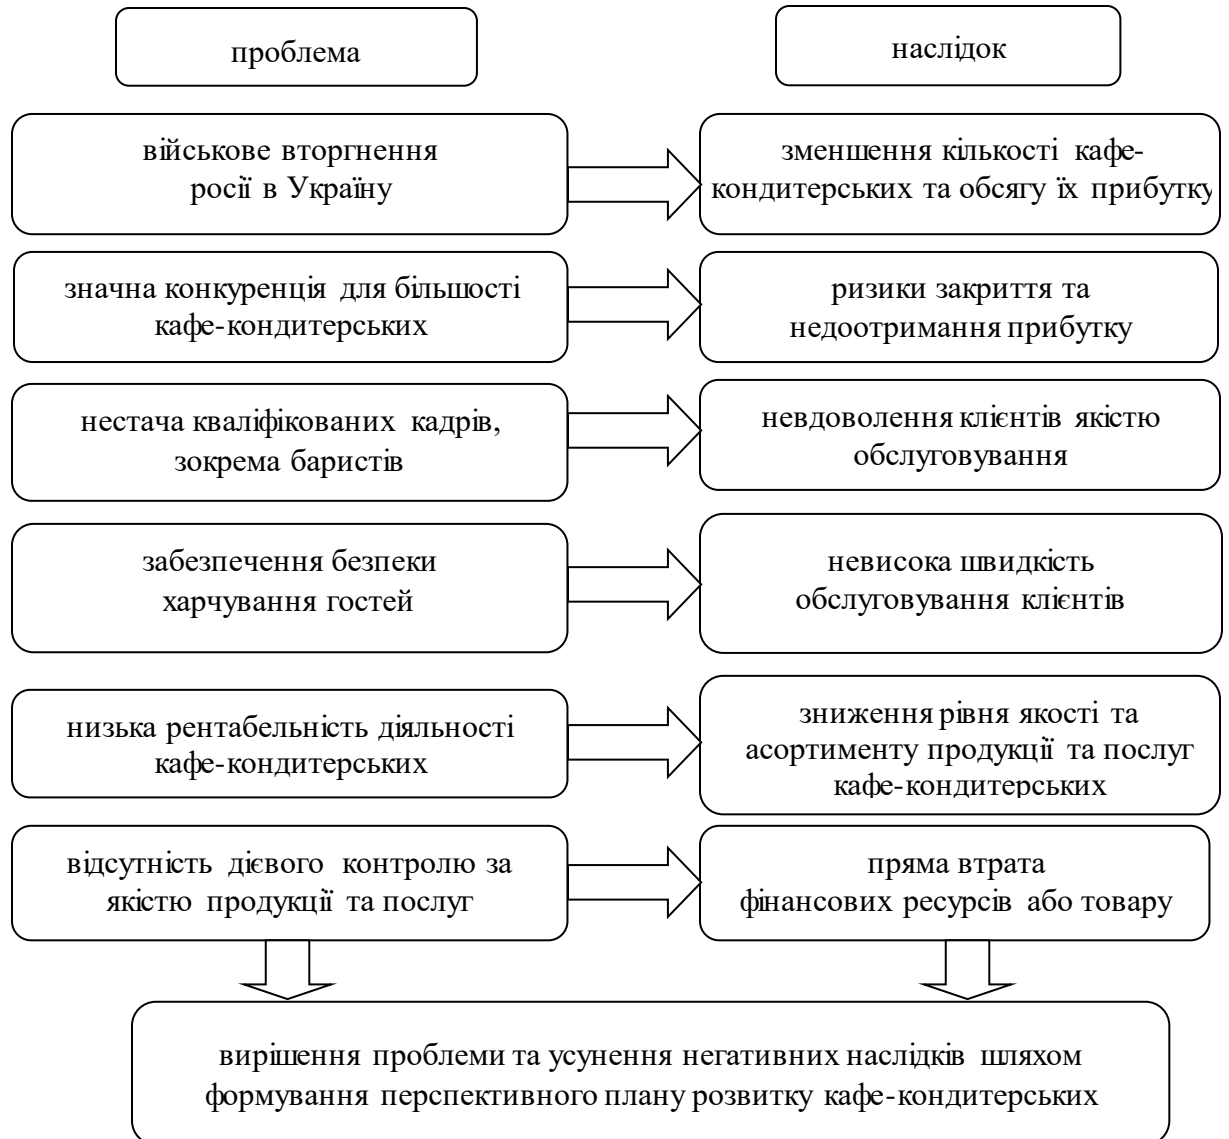 проблема
наслідок
військове вторгнення
росії в Україну
зменшення кількості кафе-
кондитерських та обсягу їх прибутку
значна конкуренція для більшості
кафе-кондитерських
ризики закриття та
недоотримання прибутку
нестача кваліфікованих кадрів,
зокрема баристів
невдоволення клієнтів якістю
обслуговування
забезпечення безпеки
харчування гостей
невисока швидкість
обслуговування клієнтів
низька рентабельність діяльності
кафе-кондитерських
зниження рівня якості та
асортименту продукції та послуг
кафе-кондитерських
відсутність дієвого контролю за
якістю продукції та послуг
пряма втрата
фінансових ресурсів або товару
вирішення проблеми та усунення негативних наслідків шляхом
формування перспективного плану розвитку кафе-кондитерських